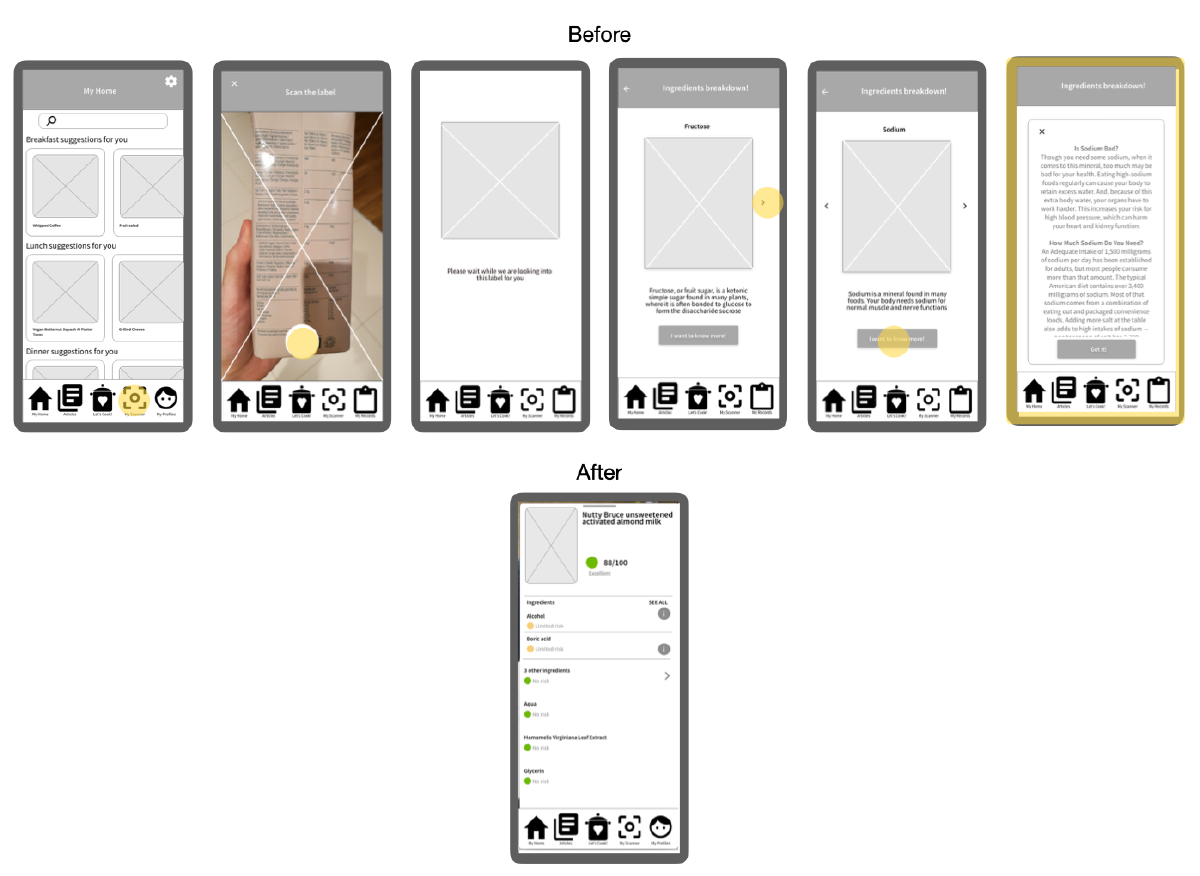 Before
My Home
Breakfast suggestions for you
Whipped Coffee
Fruit salad
Lunch suggestions for you
Vegan Butternut Squash & Platter
Tacos
Grilled Cheese
Dinner suggestions for you
My Home
Articles
Let's Cook!
My Scanner
My Profiles
Scan the label
My Home
Articles
Let's Cook!
My Scanner
My Records
Please wait while we are looking into
this label for you
My Home
Articles
Let's Cook!
My Scanner
My Records
Ingredients breakdown!
Fructose
Fructose, or fruit sugar, is a ketonic
simple sugar found in many plants,
where it is often bonded to glucose to
form the disaccharide sucrose
I want to know more!
My Home
Articles
Let's Cook!
My Scanner
My Records
Ingredients breakdown!
Sodium
Sodium is a mineral found in many
foods. Your body needs sodium for
normal muscle and nerve functions
I want to know more!
My Home
Articles
Let's Cook!
My Scanner
My Records
Ingredients breakdown!
Is Sodium Bad?
Though you need some sodium, when it
comes to this mineral, too much may be
bad for your health. Eating high-sodium
foods regularly can cause your body to
retain excess water. And, because of this
extra body water, your organs have to
work harder. This increases your risk for
high blood pressure, which can harm
your heart and kidney function.
How Much Sodium Do You Need?
An Adequate Intake of 1,500 milligrams
of sodium per day has been established
for adults, but most people consume
more than that amount. The typical
American diet contains over 3,400
milligrams of sodium. Most of that
sodium comes from a combination of
eating out and packaged convenience
foods. Adding more salt at the table
also adds to high intakes of sodium —
Got it!
My Home
Articles
Let's Cook!
My Scanner
My Records
After
Nutty Bruce unsweetened
activated almond milk
88/100
Excellent
Ingredients
SEE ALL
Alcohol
Limited risk
Boric acid
Limited risk
3 other ingredients
No risk
Aqua
No risk
Hamamelis Virginiana Leaf Extract
No risk
Glycerin
No risk
My Home
Articles
Let's Cook!
My Scanner
My Profiles